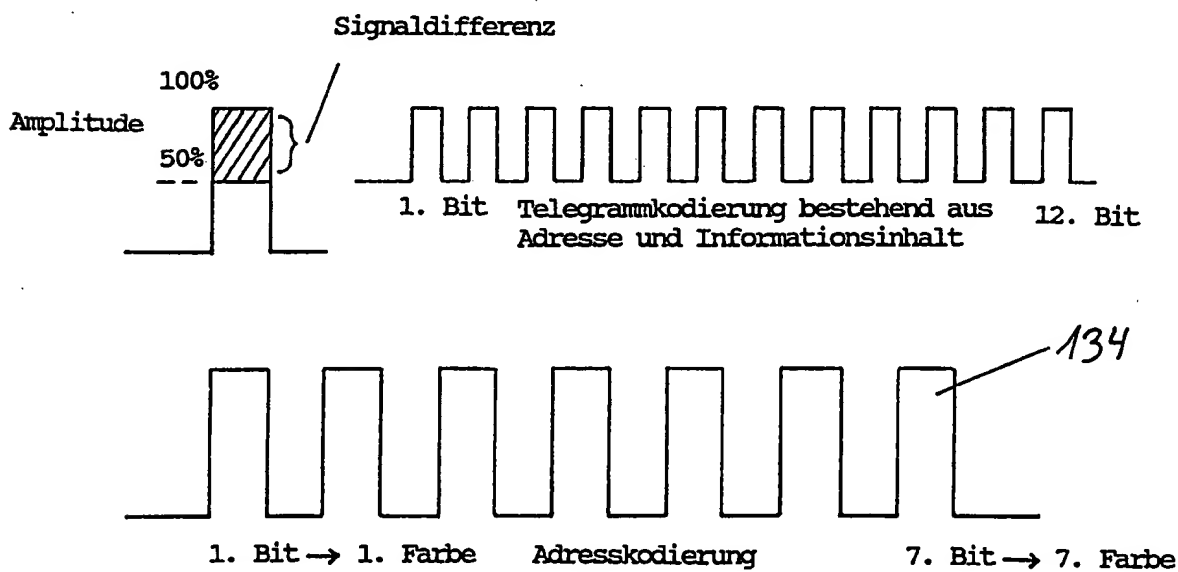 Signaldifferenz
100%
Amplitude
50%
1. Bit Telegrammkodierung bestehend aus 12. Bit
Adresse und Informationsinhalt
134
1. Bit → 1. Farbe Adresskodierung 7. Bit → 7. Farbe